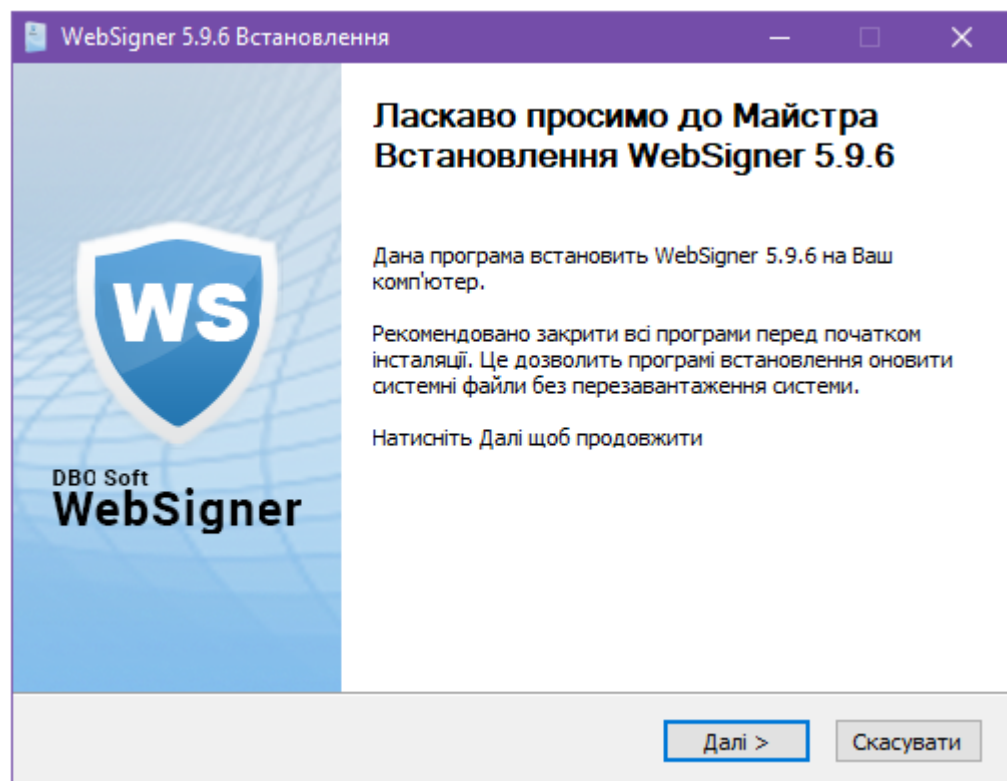 WebSigner 5.9.6 Встановлення
Ласкаво просимо до Майстра
Встановлення WebSigner 5.9.6
Дана програма встановить WebSigner 5.9.6 на Ваш
комп'ютер.
Рекомендовано закрити всі програми перед початком
інсталяції. Це дозволить програмі встановлення оновити
системні файли без перезавантаження системи.
Натисніть Далі щоб продовжити
WS
DBO Soft
WebSigner
Далі >
Скасувати